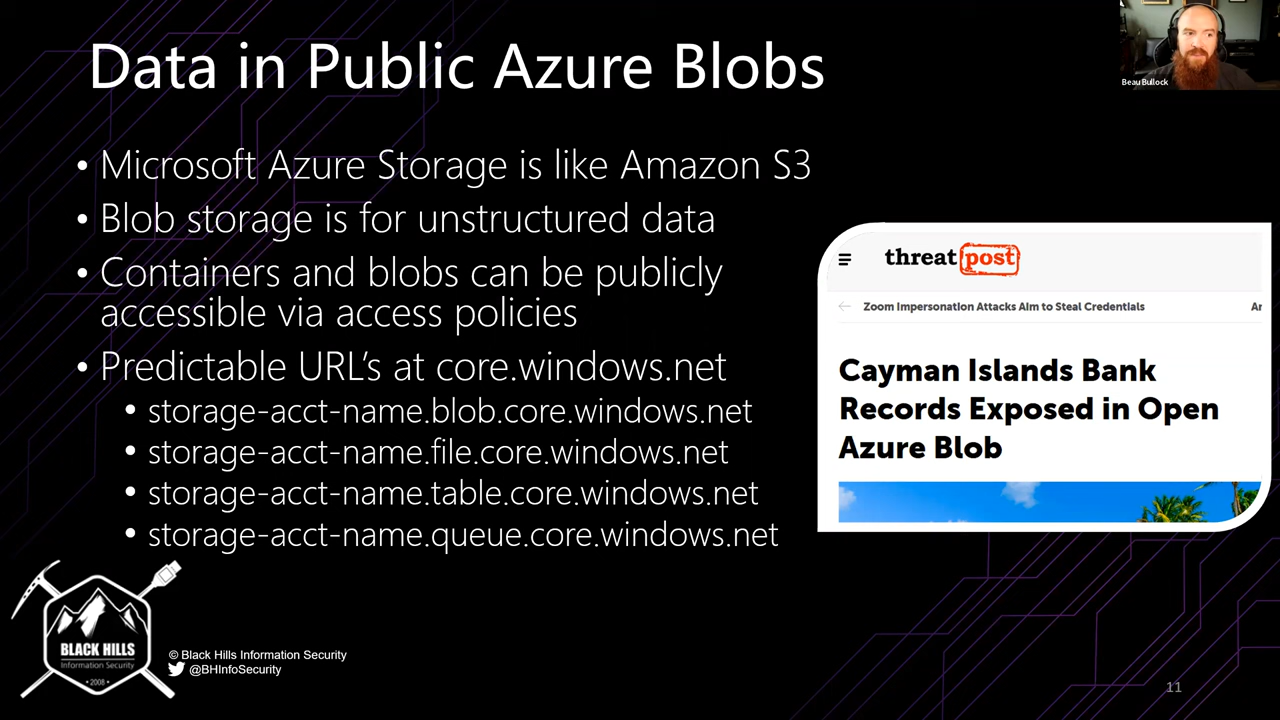 Data in Public Azure Blobs
Beau Bullock
• Microsoft Azure Storage is like Amazon S3
• Blob storage is for unstructured data
• Containers and blobs can be publicly
accessible via access policies
• Predictable URL's at core.windows.net
• storage-acct-name.blob.core.windows.net
• storage-acct-name.file.core.windows.net
• storage-acct-name.table.core.windows.net
• storage-acct-name.queue.core.windows.net
threat post
Zoom Impersonation Attacks Aim to Steal Credentials
Ar
Cayman Islands Bank
Records Exposed in Open
Azure Blob
BLACK HILLS
Information Security
• 2008 •
© Black Hills Information Security
@BHInfoSecurity
11